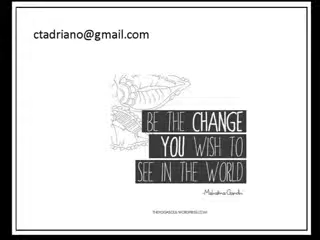 ctadriano@gmail.com
BE THE CHANGE
YOU WISH TO
SEE IN THE WORLD